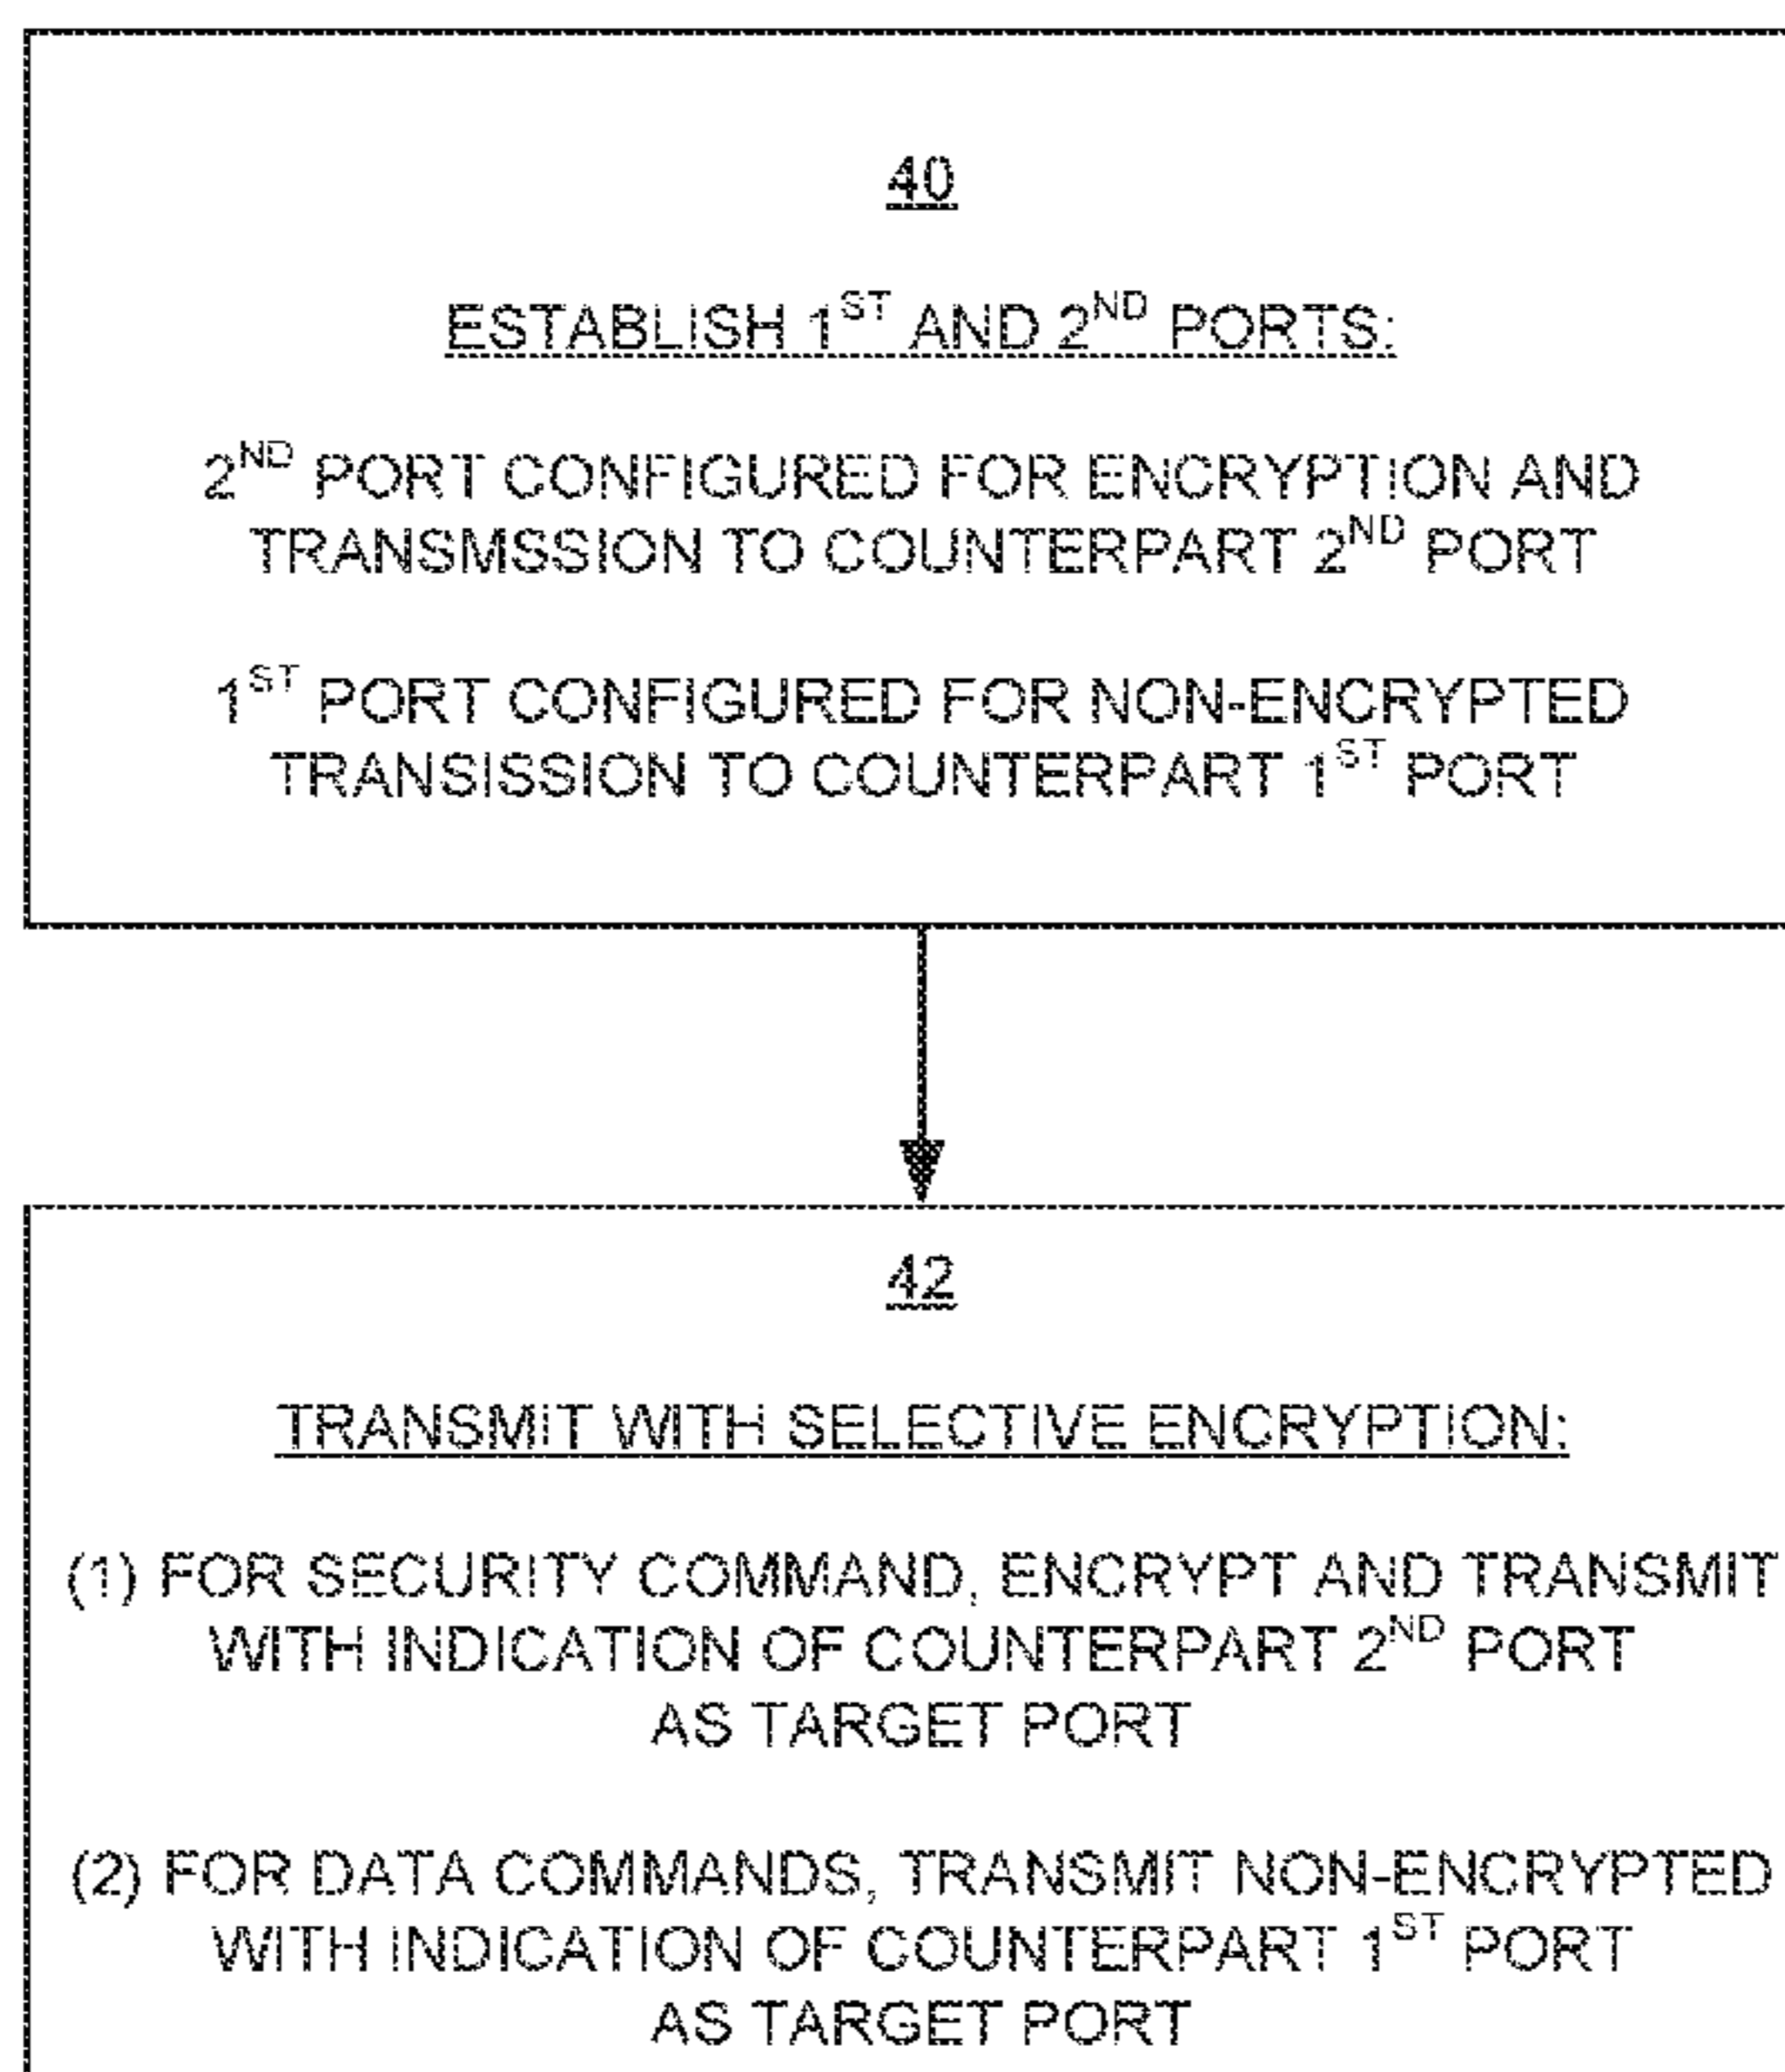 40
ESTABLISH 1ST AND 2ND PORTS:
2ND PORT CONFIGURED FOR ENCRYPTION AND
TRANSMSSION TO COUNTERPART 2ND PORT
1ST PORT CONFIGURED FOR NON-ENCRYPTED
TRANSISSION TO COUNTERPART 1ST PORT
42
TRANSMIT WITH SELECTIVE ENCRYPTION:
(1) FOR SECURITY COMMAND, ENCRYPT AND TRANSMIT
WITH INDICATION OF COUNTERPART 2ND PORT
AS TARGET PORT
(2) FOR DATA COMMANDS, TRANSMIT NON-ENCRYPTED
WITH INDICATION OF COUNTERPART 1ST PORT
AS TARGET PORT